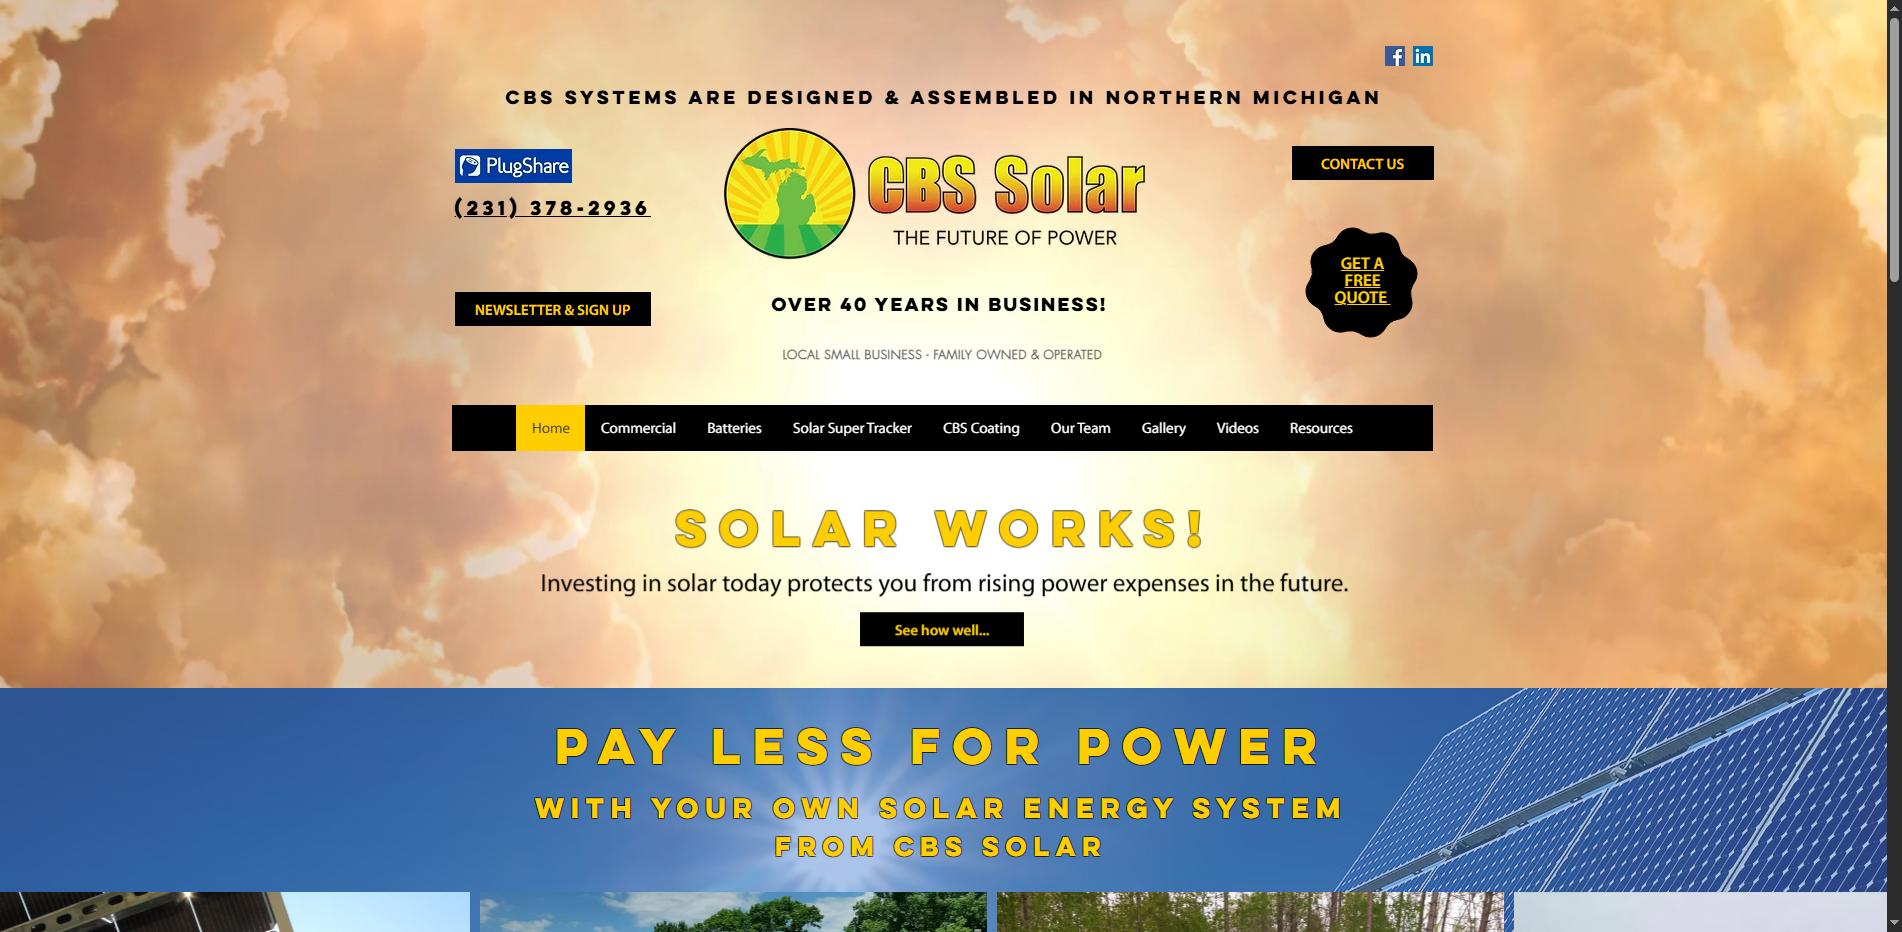 CBS SYSTEMS ARE DESIGNED & ASSEMBLED IN NORTHERN MICHIGAN
PlugShare
(231) 378-2936
CBS Solar
THE FUTURE OF POWER
CONTACT US
GET A
FREE
QUOTE
NEWSLETTER & SIGN UP
OVER 40 YEARS IN BUSINESS!
LOCAL SMALL BUSINESS - FAMILY OWNED & OPERATED
Home Commercial Batteries Solar Super Tracker CBS Coating Our Team Gallery Videos Resources
SOLAR WORKS!
Investing in solar today protects you from rising power expenses in the future.
See how well...
PAY LESS FOR POWER
WITH YOUR OWN SOLAR ENERGY SYSTEM
FROM CBS SOLAR